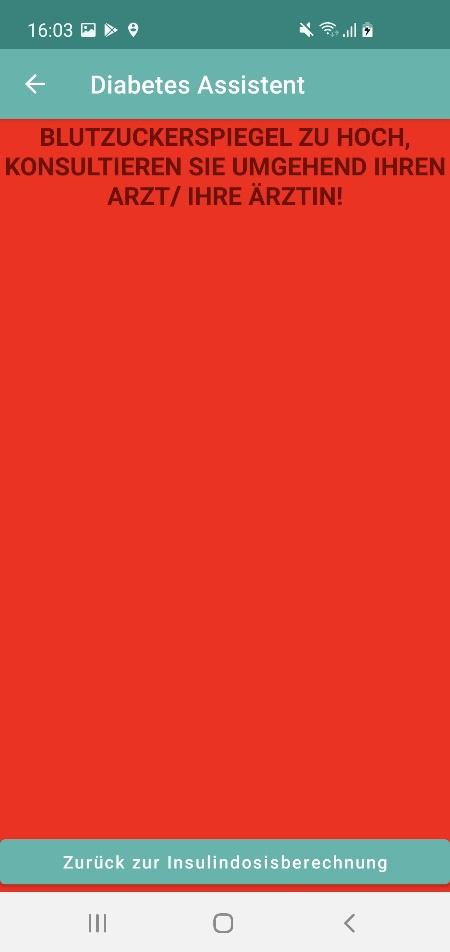 16:03
Diabetes Assistent
BLUTZUCKERSPIEGEL ZU HOCH,
KONSULTIEREN SIE UMGEHEND IHREN
ARZT/ IHRE ÄRZTIN!
Zurück zur Insulindosisberechnung